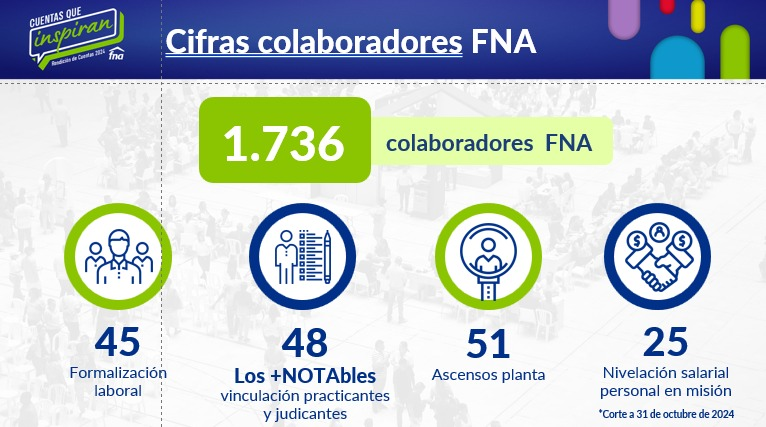 CUENTAS QUE
inspiran
Rendición de Cuentas 2024
fna
Cifras colaboradores FNA
1.736
colaboradores FNA
45
Formalización
laboral
48
Los +NOTAbles
vinculación practicantes
y judicantes
51
Ascensos planta
25
Nivelación salarial
personal en misión
*Corte a 31 de octubre de 2024